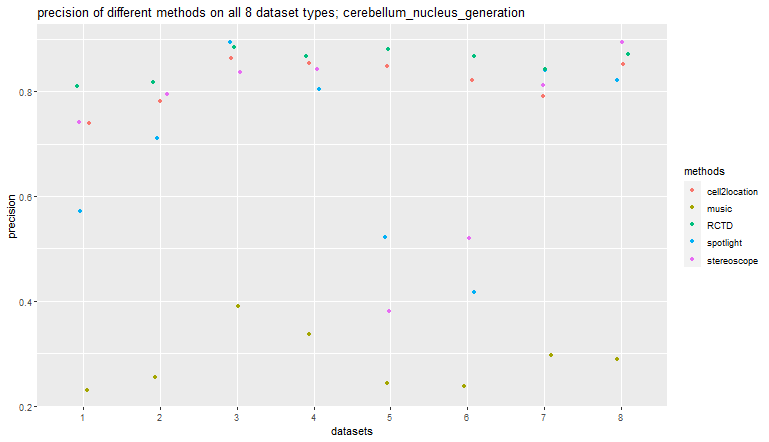 precision of different methods on all 8 dataset types; cerebellum_nucleus_generation
precision
0.8
0.6
0.4
0.2
1 2 3 4 5 6 7 8
datasets
methods
cell2location
music
RCTD
spotlight
stereoscope